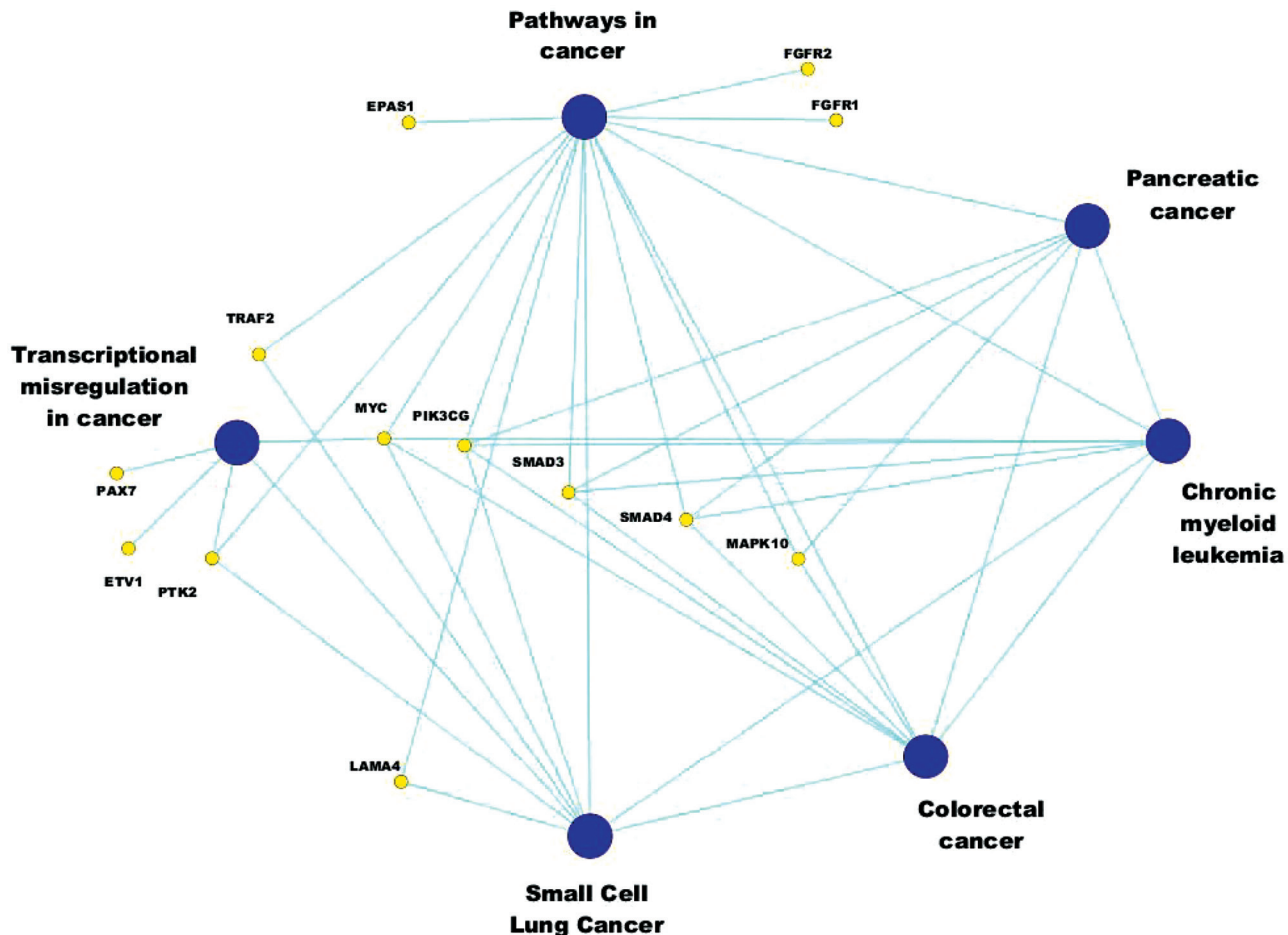 Pathways in
cancer
FGFR2
EPAS1
FGFR1
Pancreatic
cancer
TRAF2
Transcriptional
misregulation
in cancer
MYC
PIK3CG
SMAD3
PAX7
SMAD4
Chronic
myeloid
leukemia
MAPK10
ETV1
PTK2
LAMA4
Colorectal
cancer
Small Cell
Lung Cancer